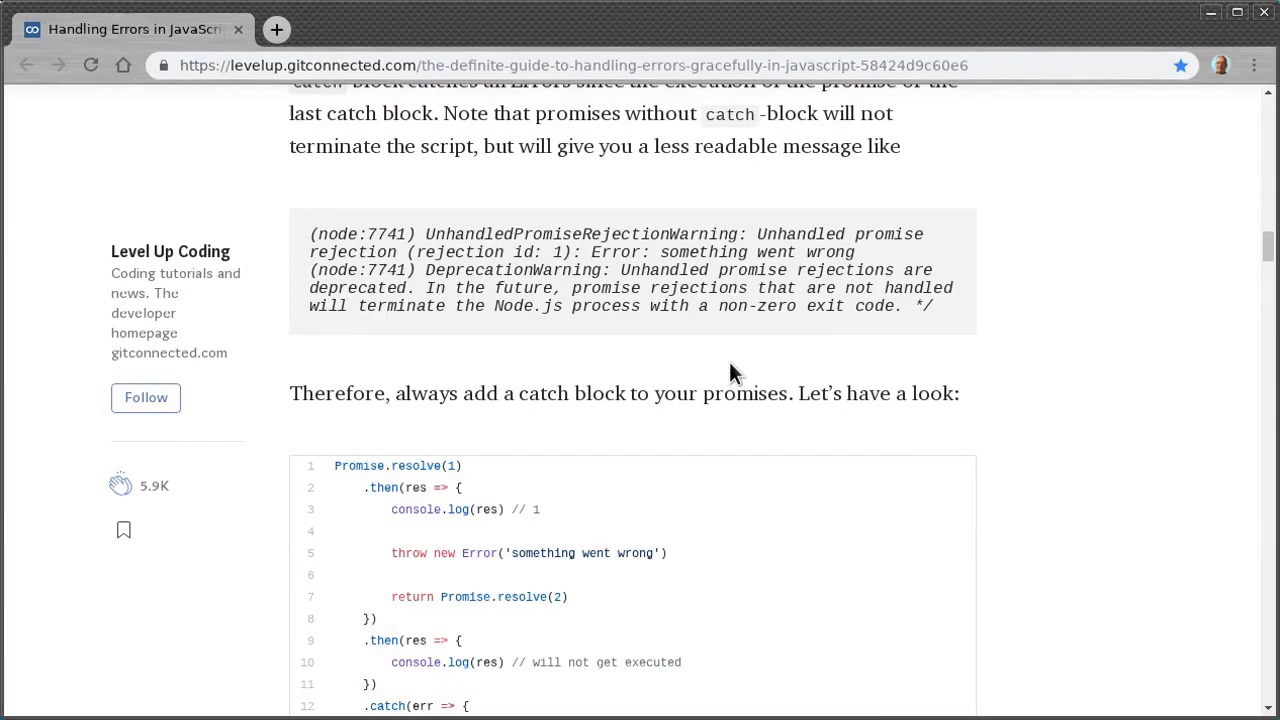 Handling Errors in JavaScri
https://levelup.gitconnected.com/the-definite-guide-to-handling-errors-gracefully-in-javascript-58424d9c60e6
catch -block catches all Errors since the execution of the promise or the
last catch block. Note that promises without catch -block will not
terminate the script, but will give you a less readable message like
(node:7741) UnhandledPromiseRejectionWarning: Unhandled promise
rejection (rejection id: 1): Error: something went wrong
(node:7741) DeprecationWarning: Unhandled promise rejections are
deprecated. In the future, promise rejections that are not handled
will terminate the Node.js process with a non-zero exit code. */
Level Up Coding
Coding tutorials and
news. The
developer
homepage
gitconnected.com
Follow
5.9K
Therefore, always add a catch block to your promises. Let’s have a look:
1 Promise.resolve(1)
2 .then(res => {
3 console.log(res) // 1
4
5 throw new Error('something went wrong')
6
7 return Promise.resolve(2)
8 })
9 .then(res => {
10 console.log(res) // will not get executed
11 })
12 .catch(err => {